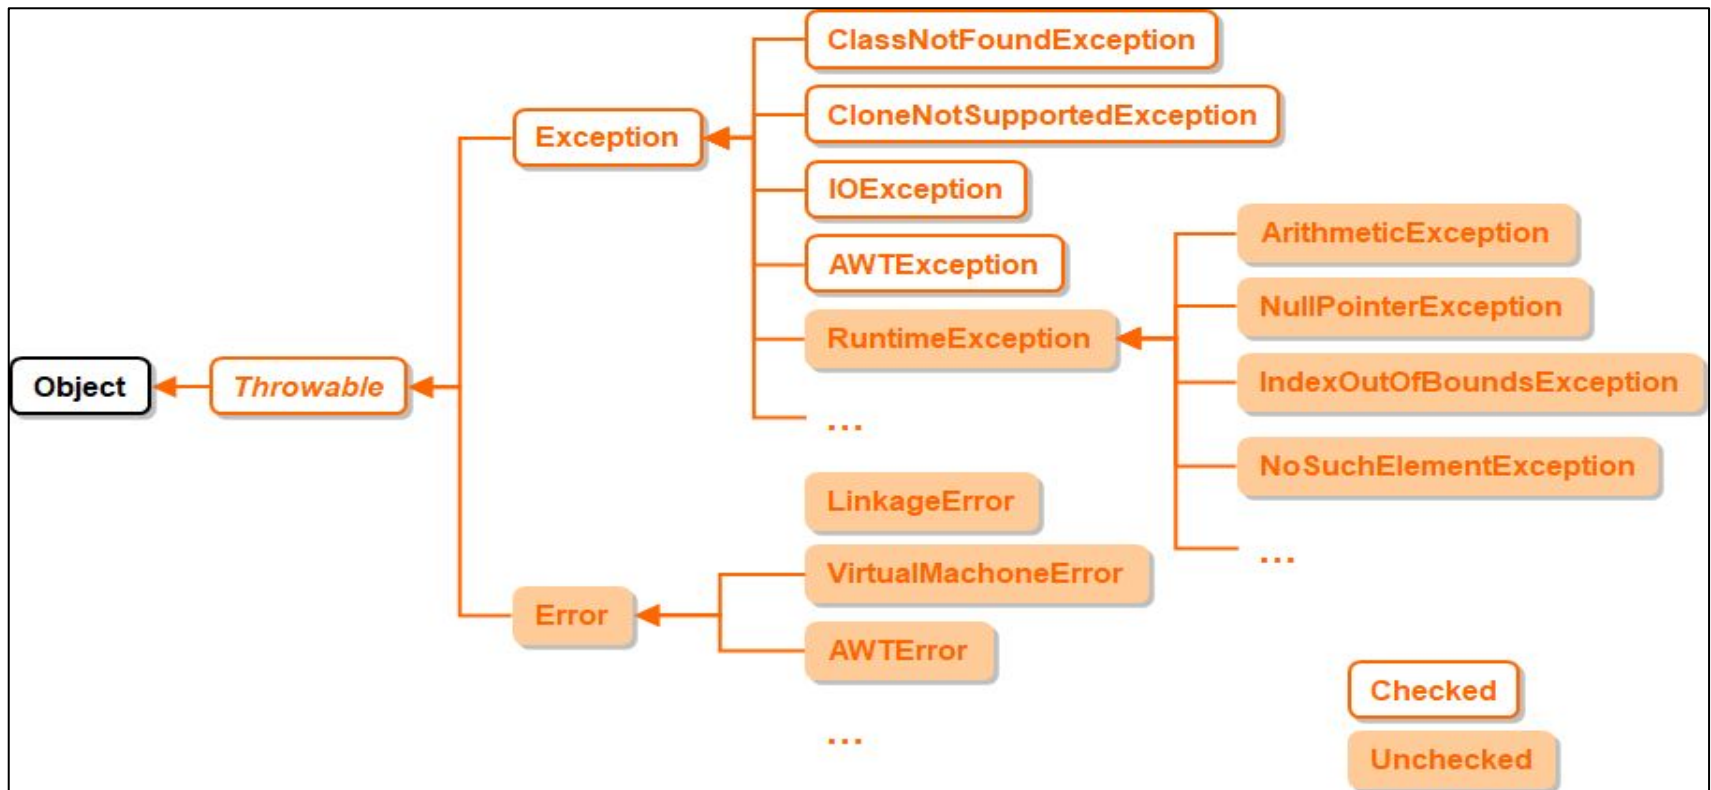 ClassNotFoundException
CloneNotSupportedException
Exception
IOException
ArithmeticException
AWTException
NullPointerException
RuntimeException
Object
Throwable
IndexOutOfBoundsException
...
NoSuchElementException
LinkageError
...
VirtualMachoneError
Error
AWTError
Checked
...
Unchecked